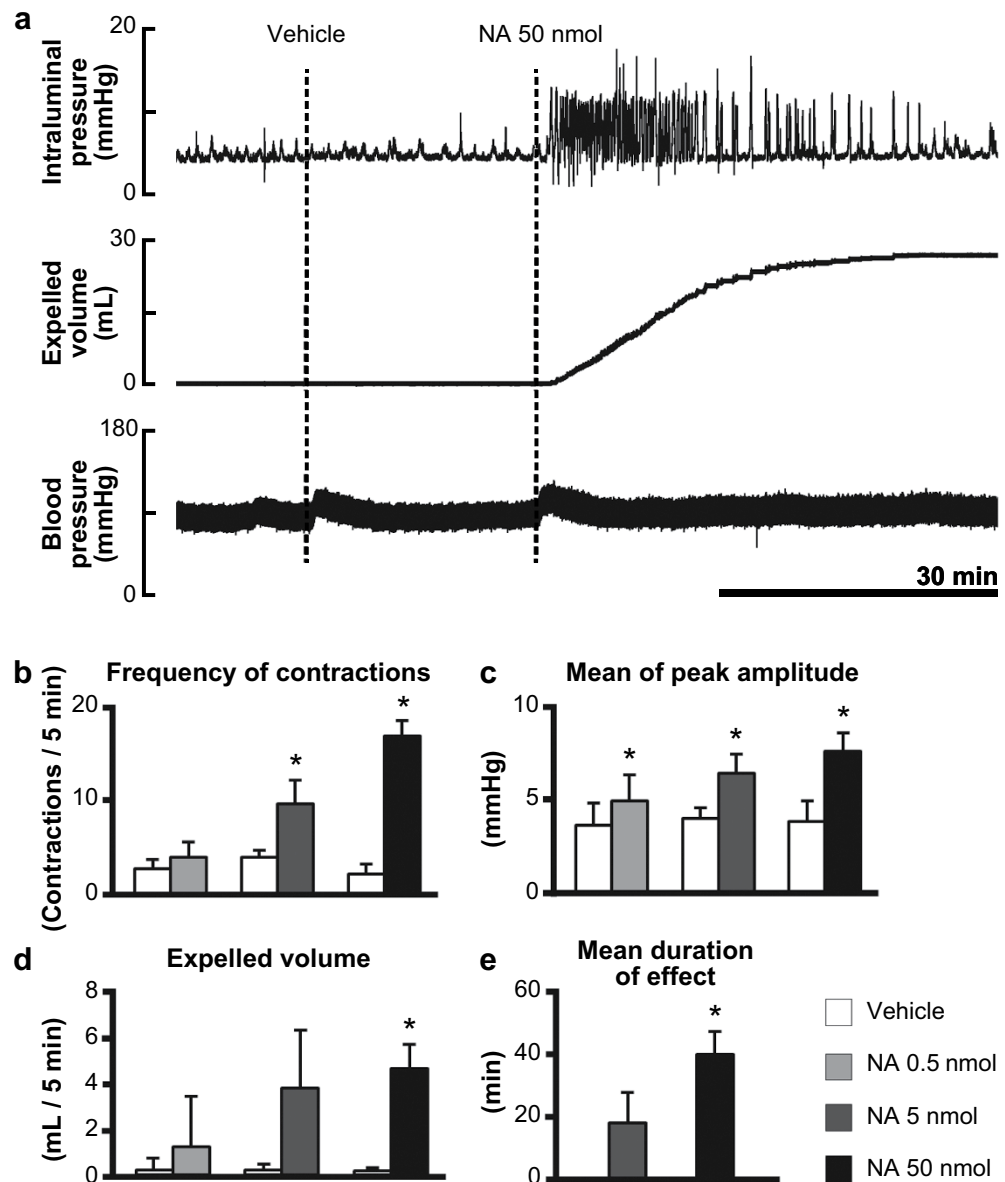 a
Vehicle
NA 50 nmol
Intraluminal
pressure
(mmHg)
20
10
0
Expelled
volume
(mL)
30
0
Blood
pressure
(mmHg)
180
0
30 min
b
Frequency of contractions
(Contractions / 5 min)
20
10
0
*
*
c
Mean of peak amplitude
(mmHg)
10
5
0
*
*
*
d
Expelled volume
(mL / 5 min)
8
6
4
2
0
*
e
Mean duration
of effect
(min)
60
40
20
0
*
Vehicle
NA 0.5 nmol
NA 5 nmol
NA 50 nmol